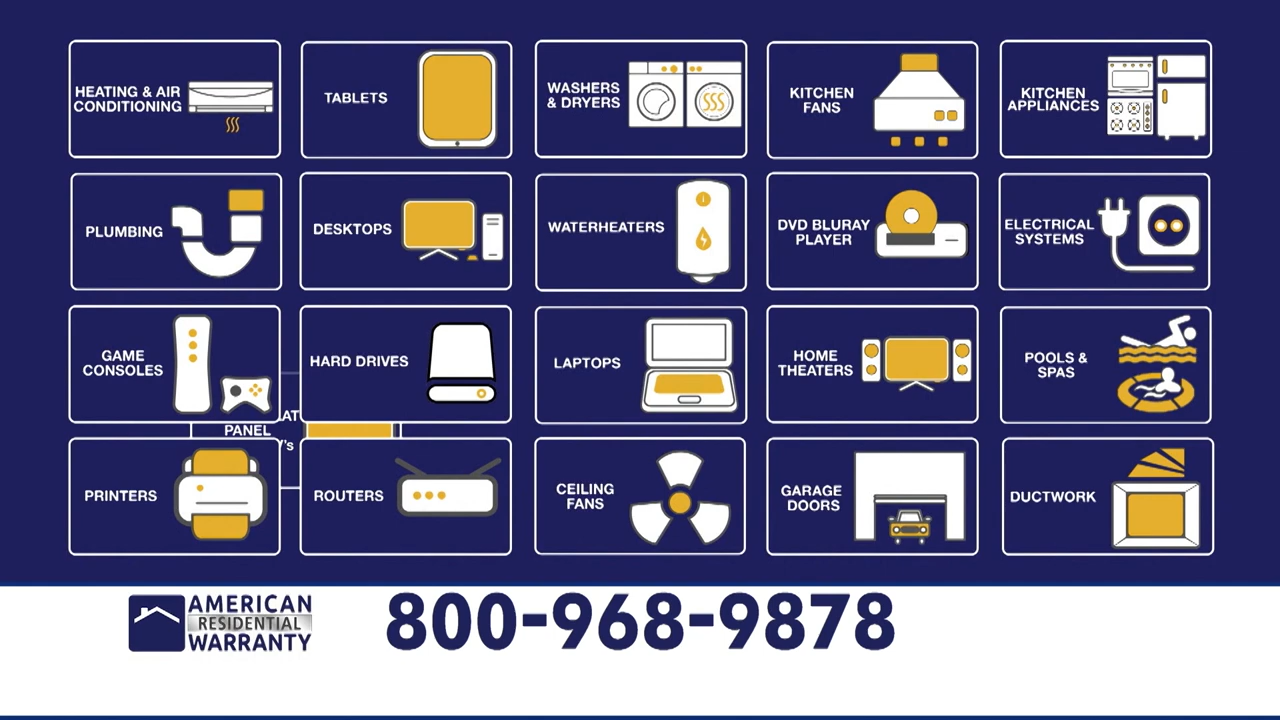 HEATING & AIR
CONDITIONING
TABLETS
WASHERS
& DRYERS
KITCHEN
FANS
KITCHEN
APPLIANCES
PLUMBING
DESKTOPS
WATERHEATERS
DVD BLURAY
PLAYER
ELECTRICAL
SYSTEMS
GAME
CONSOLES
HARD DRIVES
LAPTOPS
HOME
THEATERS
POOLS &
SPAS
PANEL
PRINTERS
ROUTERS
CEILING
FANS
GARAGE
DOORS
DUCTWORK
AMERICAN
RESIDENTIAL
WARRANTY
800-968-9878